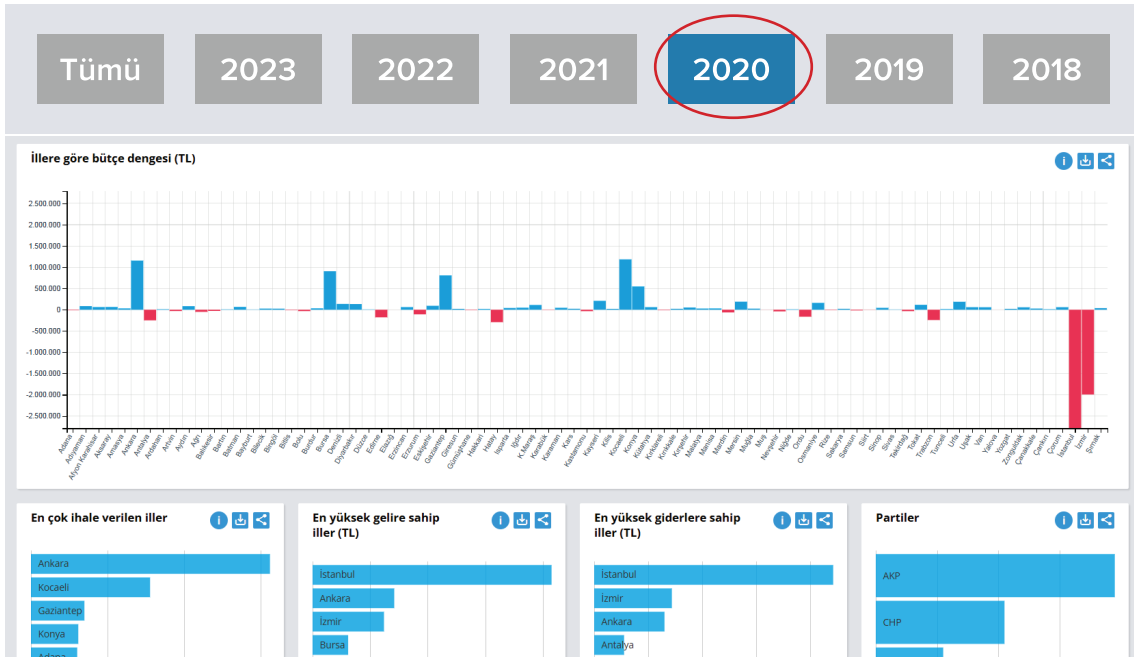 Tümü
2023
2022
2021
2020
2019
2018
İllere göre bütçe dengesi (TL)
2.500.000
2.000.000
1.500.000
1.000.000
500.000
0
-500.000
-1.000.000
-1.500.000
-2.000.000
-2.500.000
Adana
Adıyaman
Afyon Karahisar
Aksaray
Amasya
Ankara
Antalya
Ardahan
Artvin
Aydın
Ağrı
Balıkesir
Bartın
Batman
Bayburt
Bilecik
Bingöl
Bitlis
Bolu
Burdur
Bursa
Denizli
Diyarbakır
Düzce
Edirne
Elazığ
Erzincan
Erzurum
Eskişehir
Gaziantep
Giresun
Gümüşhane
Hakkari
Hatay
Isparta
Iğdır
K.Maraş
Karabük
Karaman
Kars
Kastamonu
Kayseri
Kilis
Kocaeli
Konya
Kütahya
Kırklareli
Kırıkkale
Kırşehir
Malatya
Manisa
Mardin
Mersin
Muğla
Muş
Nevşehir
Niğde
Ordu
Osmaniye
Rize
Sakarya
Samsun
Siirt
Sinop
Sivas
Tekirdağ
Tokat
Trabzon
Tunceli
Urfa
Uşak
Van
Yalova
Yozgat
Zonguldak
Çanakkale
Çankırı
Çorum
İstanbul
İzmir
Şırnak
En çok ihale verilen iller
Ankara
Kocaeli
Gaziantep
Konya
Adana
En yüksek gelire sahip
iller (TL)
İstanbul
Ankara
İzmir
Bursa
En yüksek giderlere sahip
iller (TL)
İstanbul
İzmir
Ankara
Antalya
Partiler
AKP
CHP